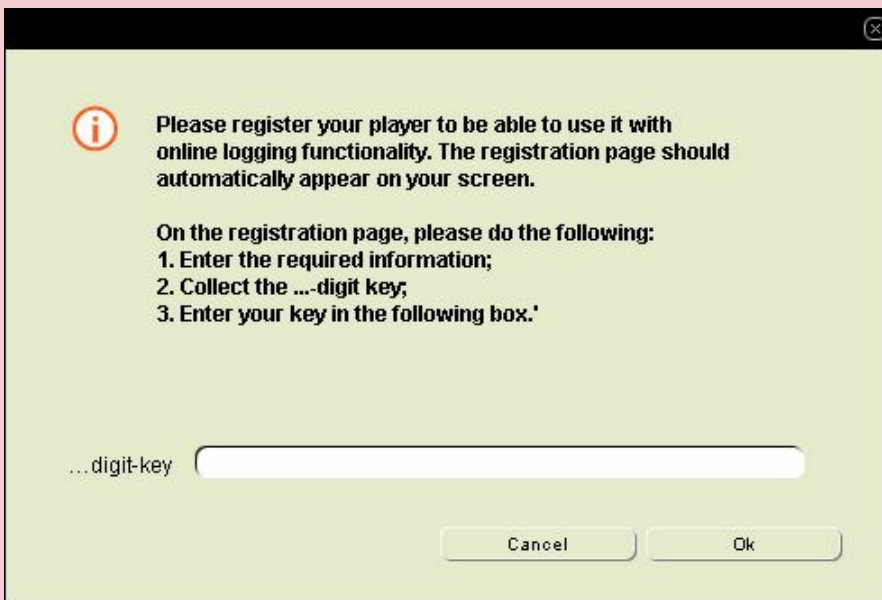 Please register your player to be able to use it with
online logging functionality. The registration page should
automatically appear on your screen.
On the registration page, please do the following:
1. Enter the required information;
2. Collect the ...-digit key;
3. Enter your key in the following box.'
...digit-key
Cancel
Ok